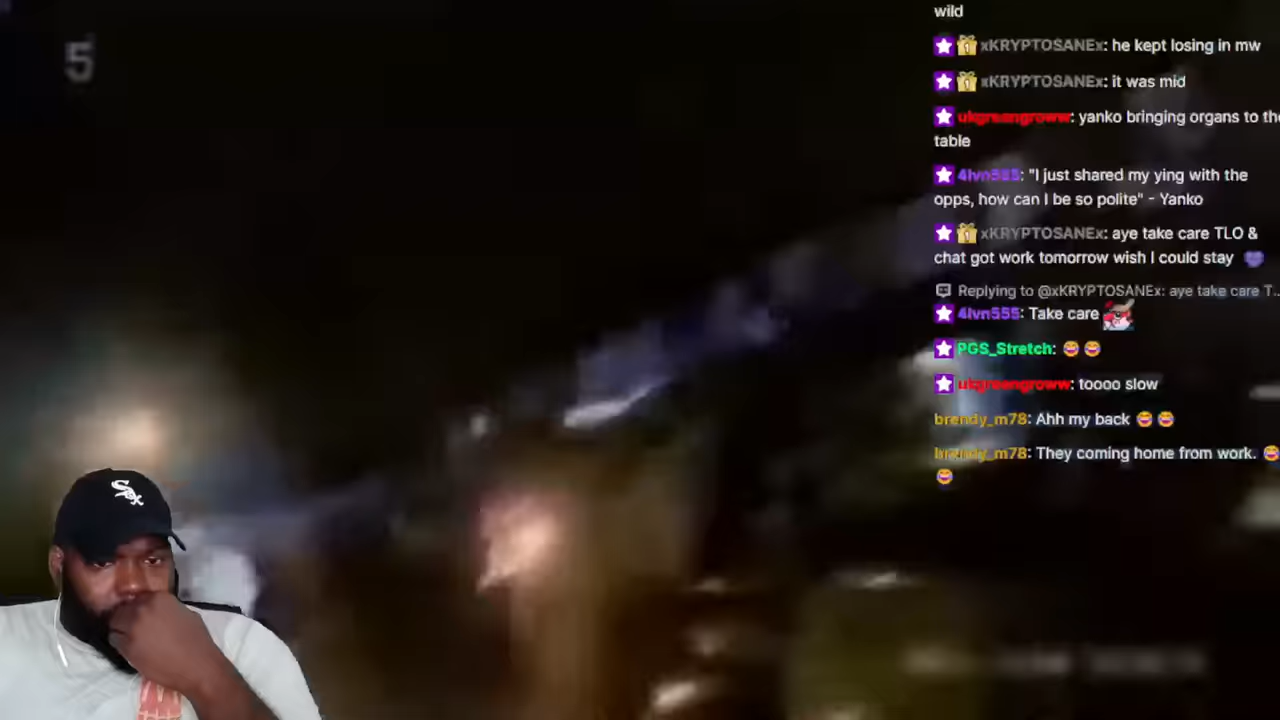 wild
5
xKRYPTOSANEx: he kept losing in mw
xKRYPTOSANEx: it was mid
ukgreangroww: yanko bringing organs to the
table
4lvn555: "I just shared my ying with the
opps, how can I be so polite" - Yanko
xKRYPTOSANEx: aye take care TLO &
chat got work tomorrow wish I could stay 💜
Replying to @xKRYPTOSANEx: aye take care T...
4lvn555: Take care
PGS_Stretch: 😂 😂
ukgreangroww: toooo slow
brendy_m78: Ahh my back 😂 😂
brendy_m78: They coming home from work. 😂
😂
Sox